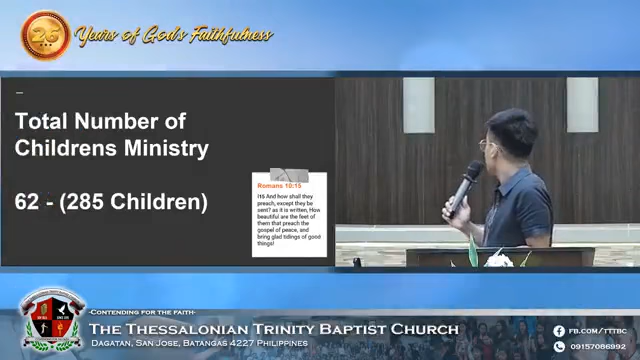 25
Years of God's Faithfulness
Total Number of
Childrens Ministry
62 - (285 Children)
Romans 10:15
!15 And how shall they
preach, except they be
sent? as it is written, How
beautiful are the feet of
them that preach the
gospel of peace, and
bring glad tidings of good
things!
-Contending for the faith-
The Thessalonian Trinity Baptist Church
Dagatan, San Jose, Batangas 4227 Philippines
FB.COM/TTTBC
09157086992